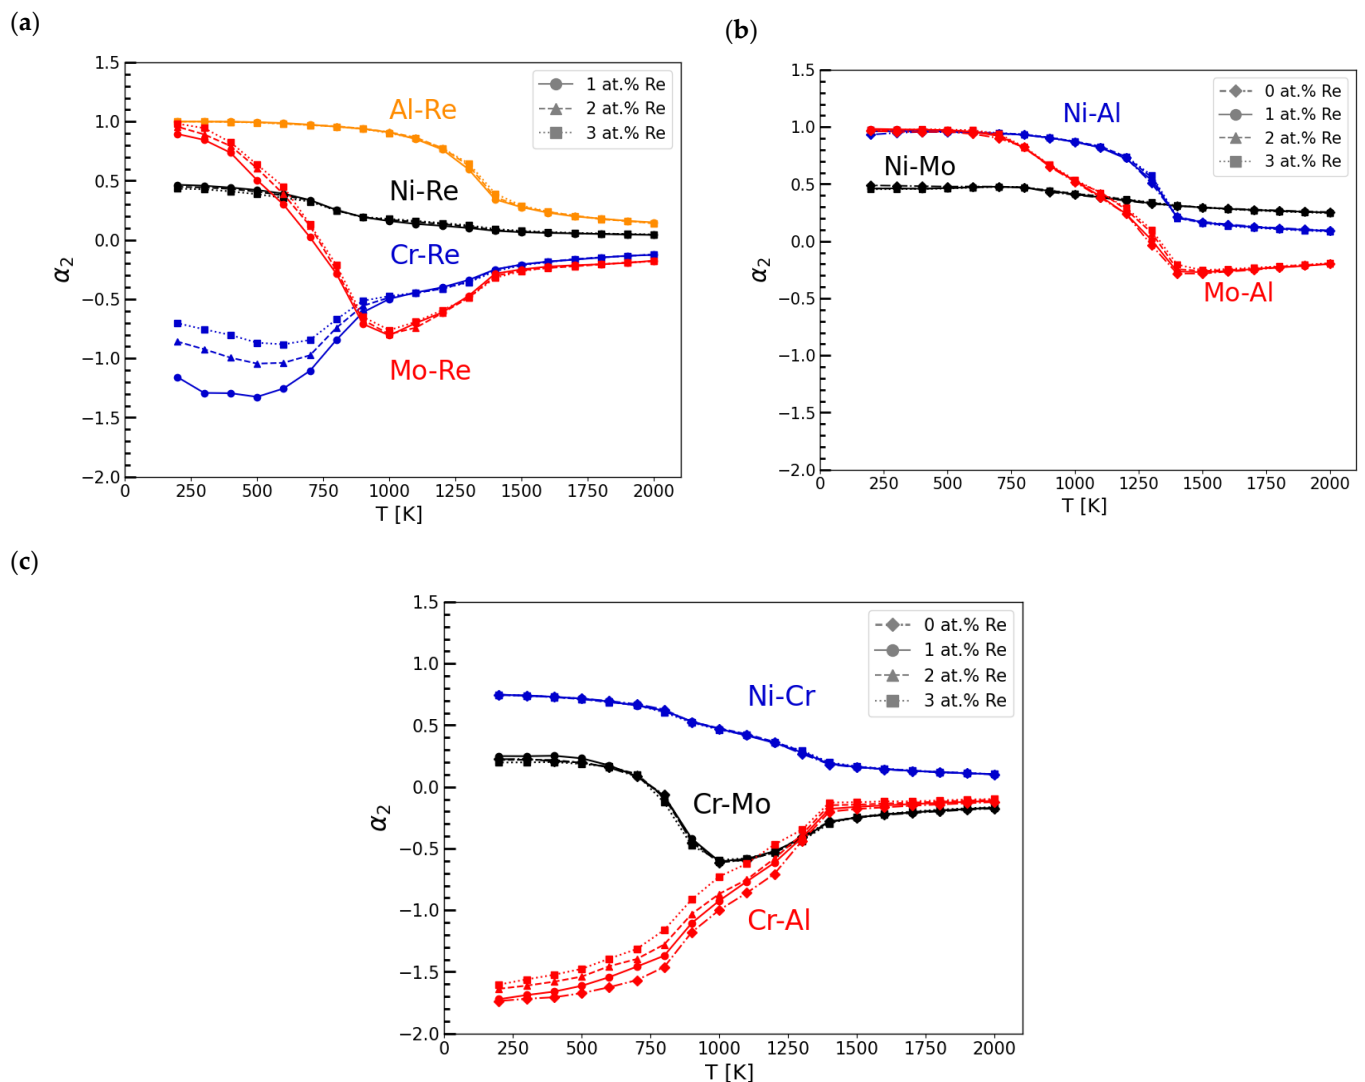 (a)
1.5
1.0
0.5
0.0
−0.5
−1.0
−1.5
−2.0
α2
0 250 500 750 1000 1250 1500 1750 2000
T [K]
Al-Re
Ni-Re
Cr-Re
Mo-Re
1 at.% Re
2 at.% Re
3 at.% Re
(b)
1.5
1.0
0.5
0.0
−0.5
−1.0
−1.5
−2.0
α2
0 250 500 750 1000 1250 1500 1750 2000
T [K]
Ni-Al
Ni-Mo
Mo-Al
0 at.% Re
1 at.% Re
2 at.% Re
3 at.% Re
(c)
1.5
1.0
0.5
0.0
−0.5
−1.0
−1.5
−2.0
α2
0 250 500 750 1000 1250 1500 1750 2000
T [K]
Ni-Cr
Cr-Mo
Cr-Al
0 at.% Re
1 at.% Re
2 at.% Re
3 at.% Re